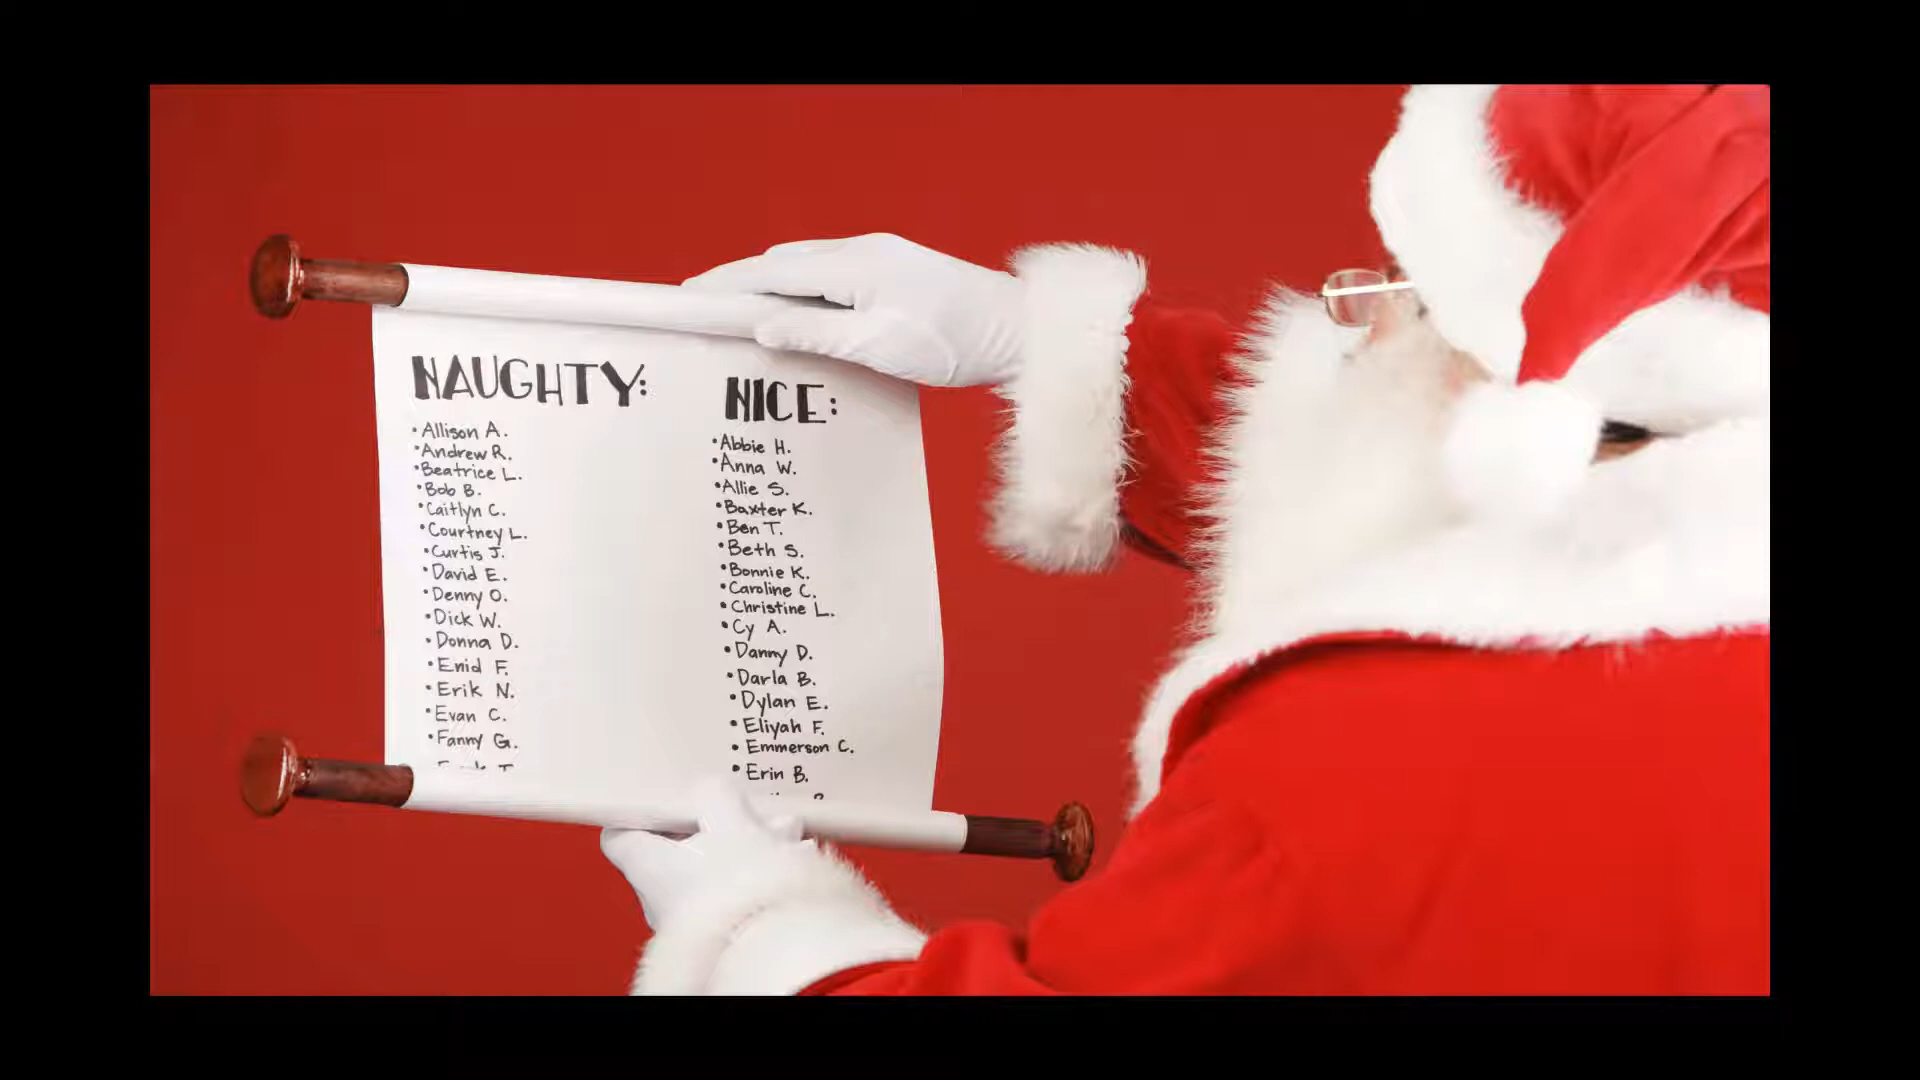 NAUGHTY:
• Allison A.
• Andrew R.
• Beatrice L.
• Bob B.
• Caitlyn C.
• Courtney L.
• Curtis J.
• David E.
• Denny O.
• Dick W.
• Donna D.
• Enid F.
• Erik N.
• Evan C.
• Fanny G.
NICE:
• Abbie H.
• Anna W.
• Allie S.
• Baxter K.
• Ben T.
• Beth S.
• Bonnie K.
• Caroline C.
• Christine L.
• Cy A.
• Danny D.
• Darla B.
• Dylan E.
• Eliyah F.
• Emmerson C.
• Erin B.